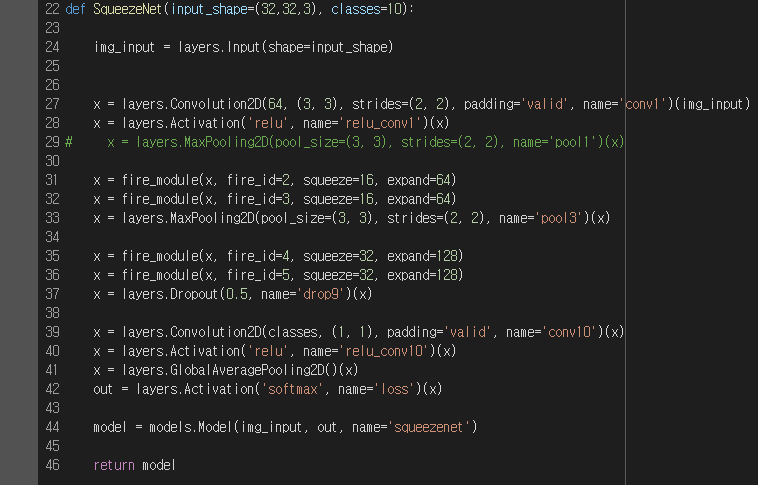 22 def SqueezeNet(input_shape=(32,32,3), classes=10):
23
24     img_input = layers.Input(shape=input_shape)
25
26
27     x = layers.Convolution2D(64, (3, 3), strides=(2, 2), padding='valid', name='conv1')(img_input)
28     x = layers.Activation('relu', name='relu_conv1')(x)
29 #     x = layers.MaxPooling2D(pool_size=(3, 3), strides=(2, 2), name='pool1')(x)
30
31     x = fire_module(x, fire_id=2, squeeze=16, expand=64)
32     x = fire_module(x, fire_id=3, squeeze=16, expand=64)
33     x = layers.MaxPooling2D(pool_size=(3, 3), strides=(2, 2), name='pool3')(x)
34
35     x = fire_module(x, fire_id=4, squeeze=32, expand=128)
36     x = fire_module(x, fire_id=5, squeeze=32, expand=128)
37     x = layers.Dropout(0.5, name='drop9')(x)
38
39     x = layers.Convolution2D(classes, (1, 1), padding='valid', name='conv10')(x)
40     x = layers.Activation('relu', name='relu_conv10')(x)
41     x = layers.GlobalAveragePooling2D()(x)
42     out = layers.Activation('softmax', name='loss')(x)
43
44     model = models.Model(img_input, out, name='squeezenet')
45
46     return model